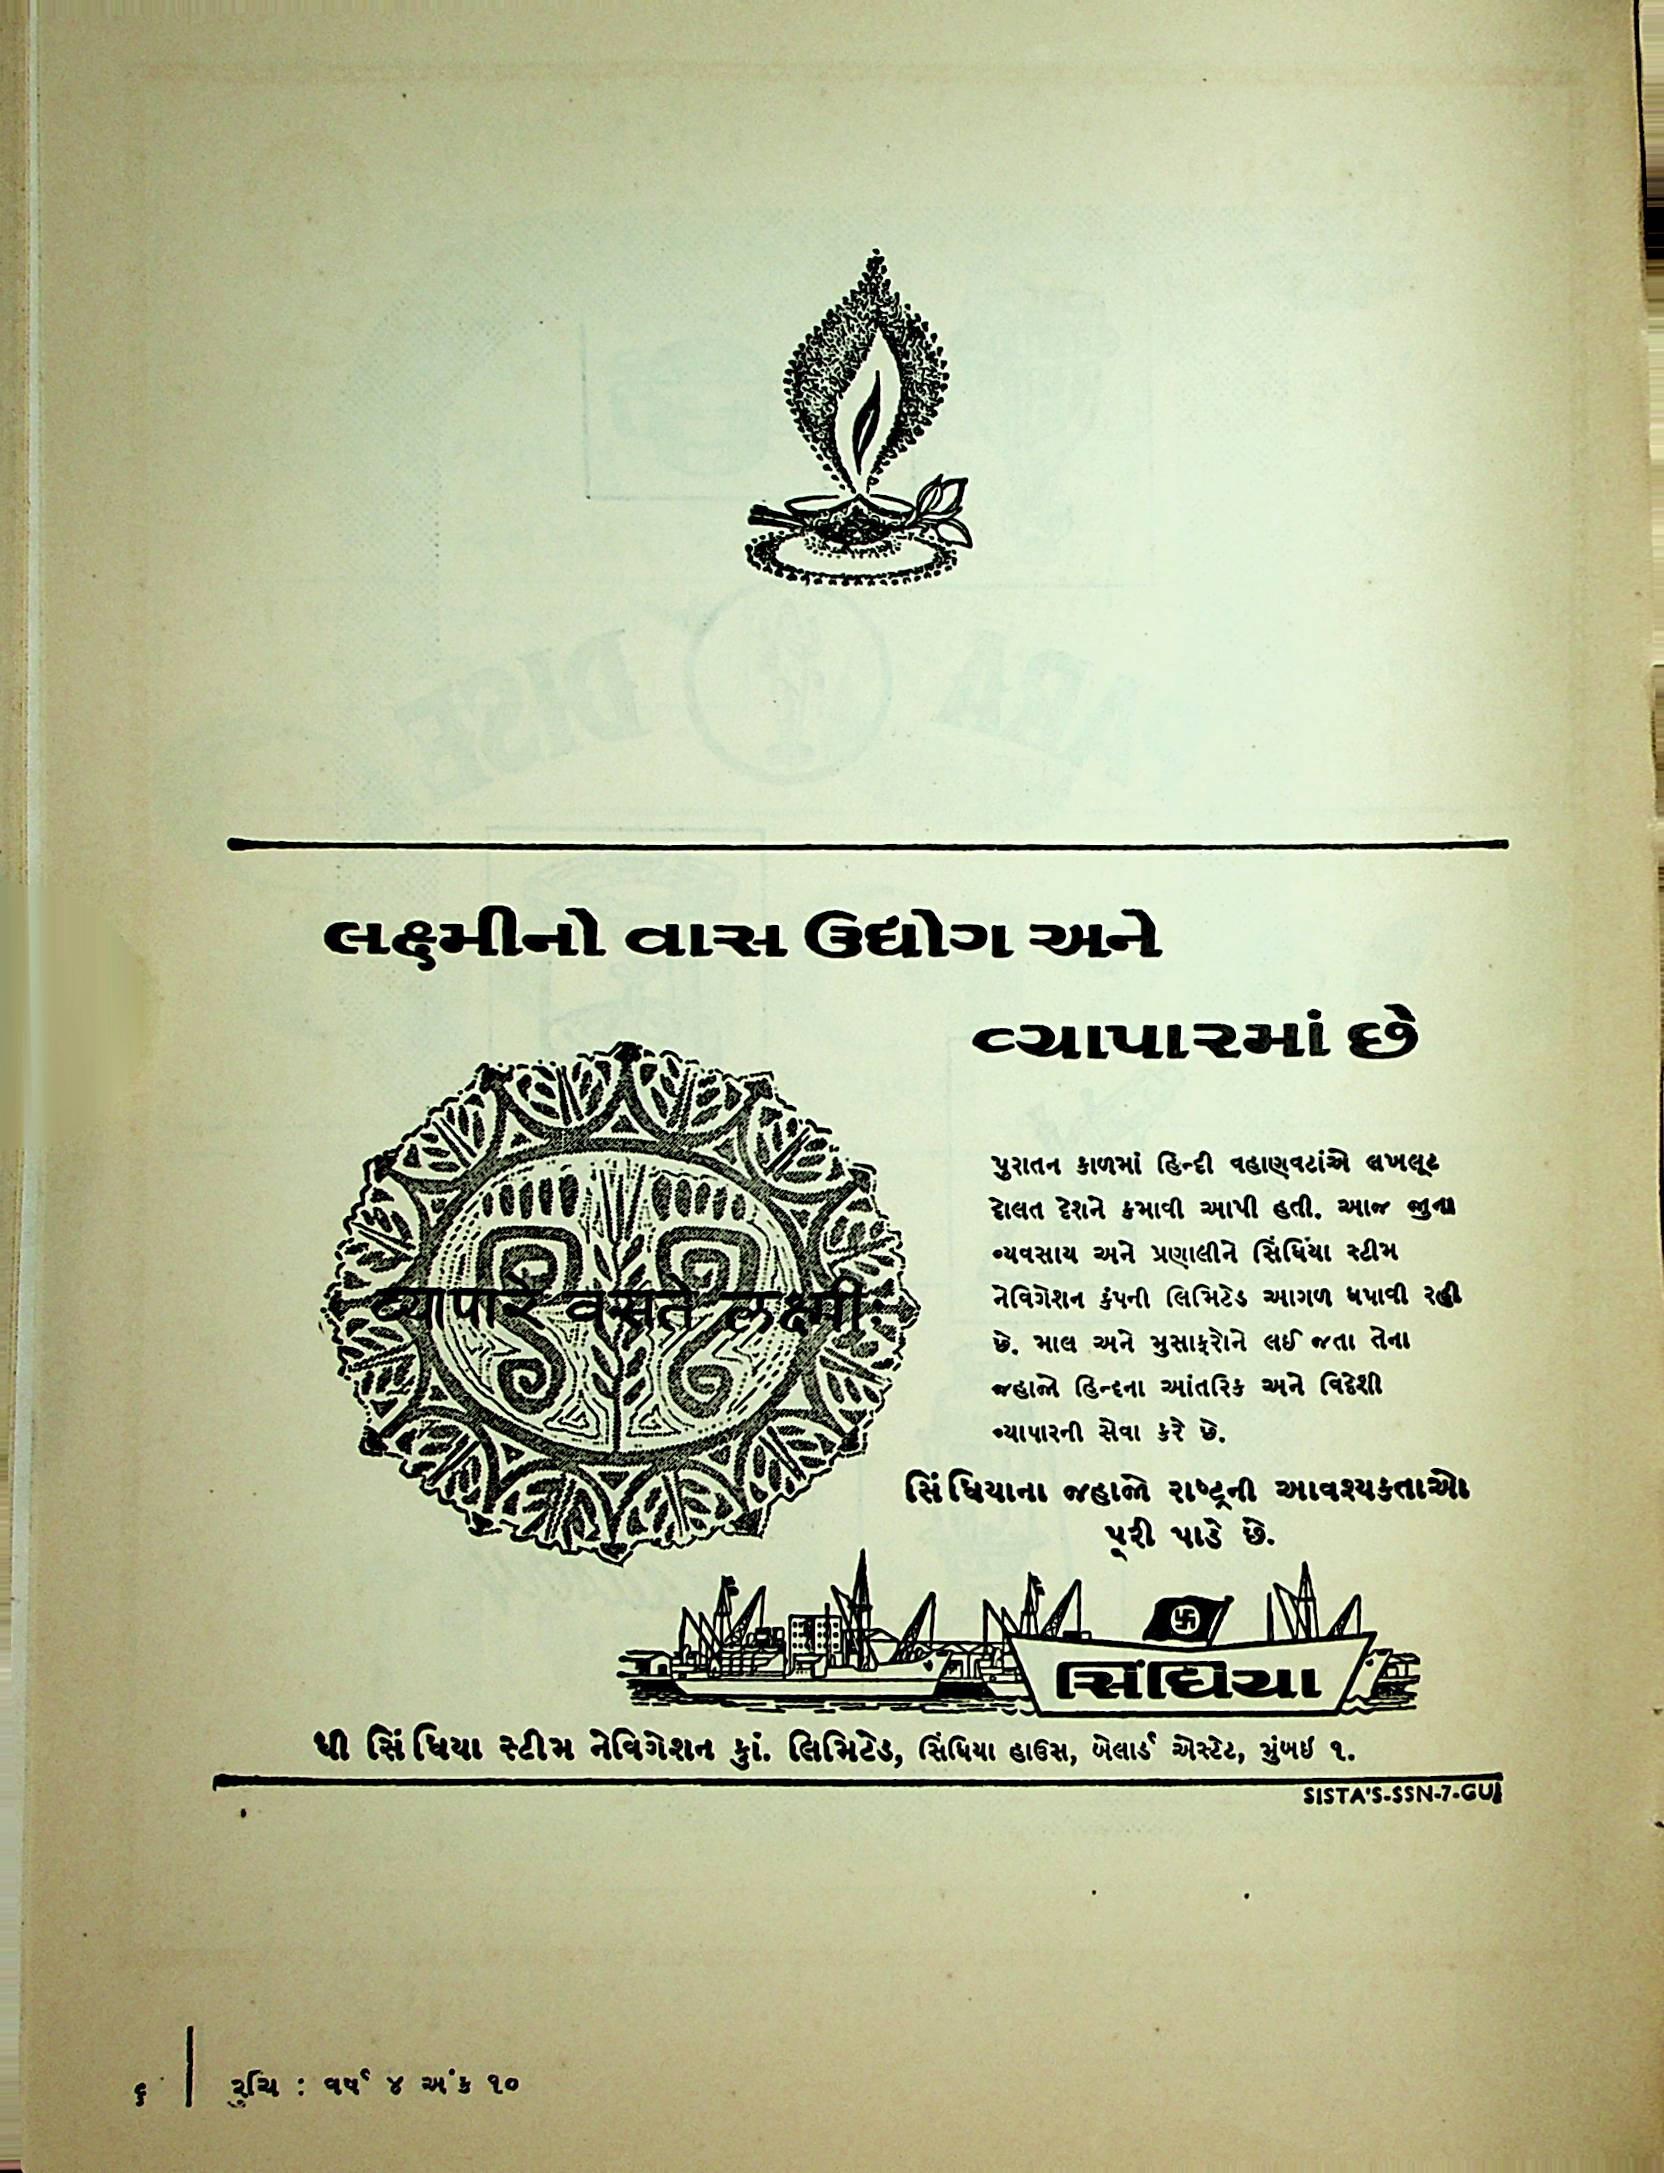 લક્ષ્મીનો વાસ ઉદ્યોગ અને
વ્યાપારમાં છે
વ્યાપારે વસતે લક્ષ્મી:
પુરાતન કાળમાં હિન્દી વહાણવટાંએ લખલૂટ
દોલત દેશને કમાવી આપી હતી. આજ જુના
વ્યવસાય અને પ્રણાલીને સિંધિયા સ્ટીમ
નેવિગેશન કંપની લિમિટેડ આગળ ધપાવી રહી
છે. માલ અને મુસાફરોને લઈ જતા તેના
જહાજો હિન્દના આંતરિક અને વિદેશી
વ્યાપારની સેવા કરે છે.
સિંધિયાના જહાજો રાષ્ટ્રની આવશ્યકતાઓ
પૂરી પાડે છે.
સિંધિયા
ધી સિંધિયા સ્ટીમ નેવિગેશન કું. લિમિટેડ, સિંધિયા હાઉસ, બેલાર્ડ એસ્ટેટ, મુંબઇ ૧.
SISTA'S-SSN-7-GUJ
૬ રુચિ : વર્ષ ૪ અંક ૧૦